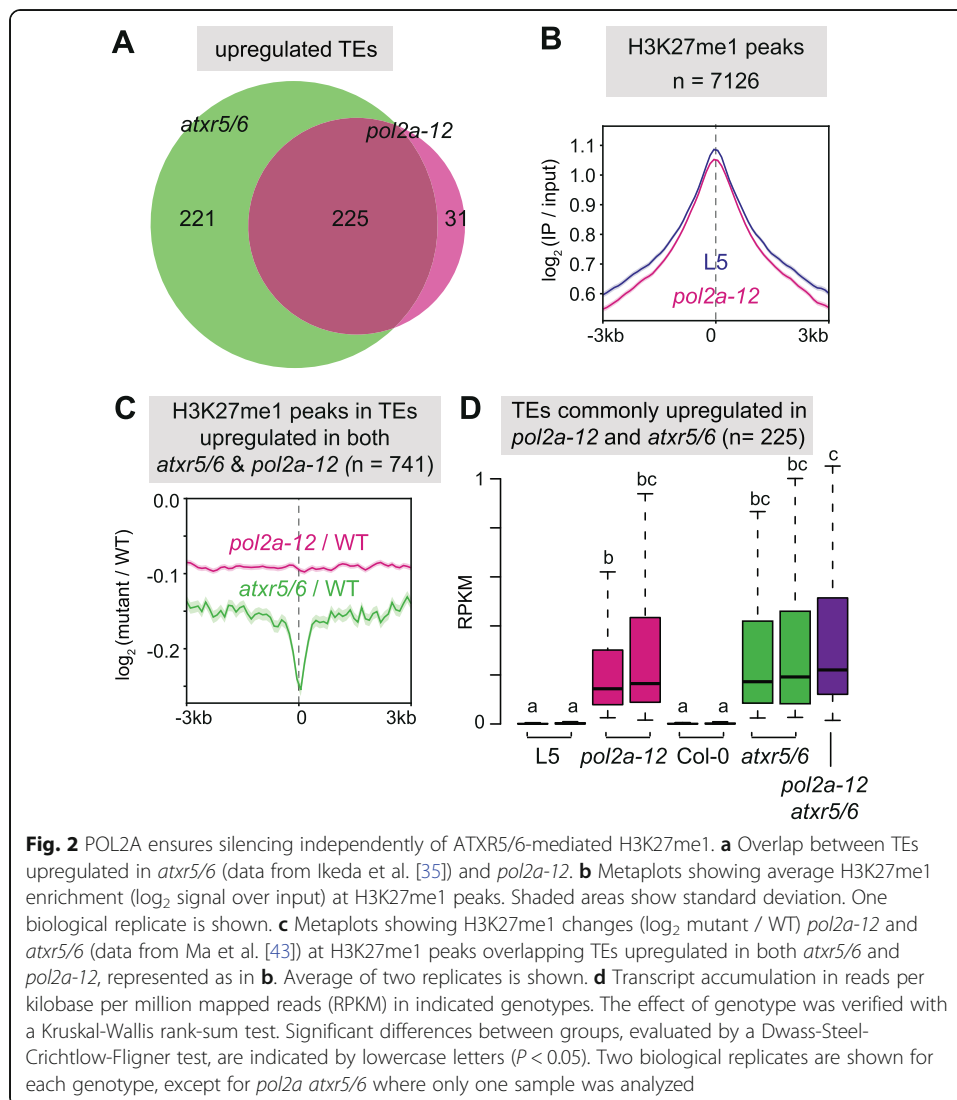 A
upregulated TEs
atxr5/6
pol2a-12
221
225
31
B
H3K27me1 peaks
n = 7126
log2 (IP / input)
1.1
1.0
0.9
0.8
0.7
0.6
L5
pol2a-12
-3kb
0
3kb
C
H3K27me1 peaks in TEs
upregulated in both
atxr5/6 & pol2a-12 (n = 741)
log2 (mutant / WT)
0.0
-0.1
-0.2
pol2a-12 / WT
atxr5/6 / WT
-3kb
0
3kb
D
TEs commonly upregulated in
pol2a-12 and atxr5/6 (n= 225)
RPKM
1
0
a
a
b
bc
a
a
bc
bc
c
L5
pol2a-12
Col-0
atxr5/6
pol2a-12
atxr5/6
Fig. 2 POL2A ensures silencing independently of ATXR5/6-mediated H3K27me1. a Overlap between TEs
upregulated in atxr5/6 (data from Ikeda et al. [35]) and pol2a-12. b Metaplots showing average H3K27me1
enrichment (log2 signal over input) at H3K27me1 peaks. Shaded areas show standard deviation. One
biological replicate is shown. c Metaplots showing H3K27me1 changes (log2 mutant / WT) pol2a-12 and
atxr5/6 (data from Ma et al. [43]) at H3K27me1 peaks overlapping TEs upregulated in both atxr5/6 and
pol2a-12, represented as in b. Average of two replicates is shown. d Transcript accumulation in reads per
kilobase per million mapped reads (RPKM) in indicated genotypes. The effect of genotype was verified with
a Kruskal-Wallis rank-sum test. Significant differences between groups, evaluated by a Dwass-Steel-
Crichtlow-Fligner test, are indicated by lowercase letters (P < 0.05). Two biological replicates are shown for
each genotype, except for pol2a atxr5/6 where only one sample was analyzed